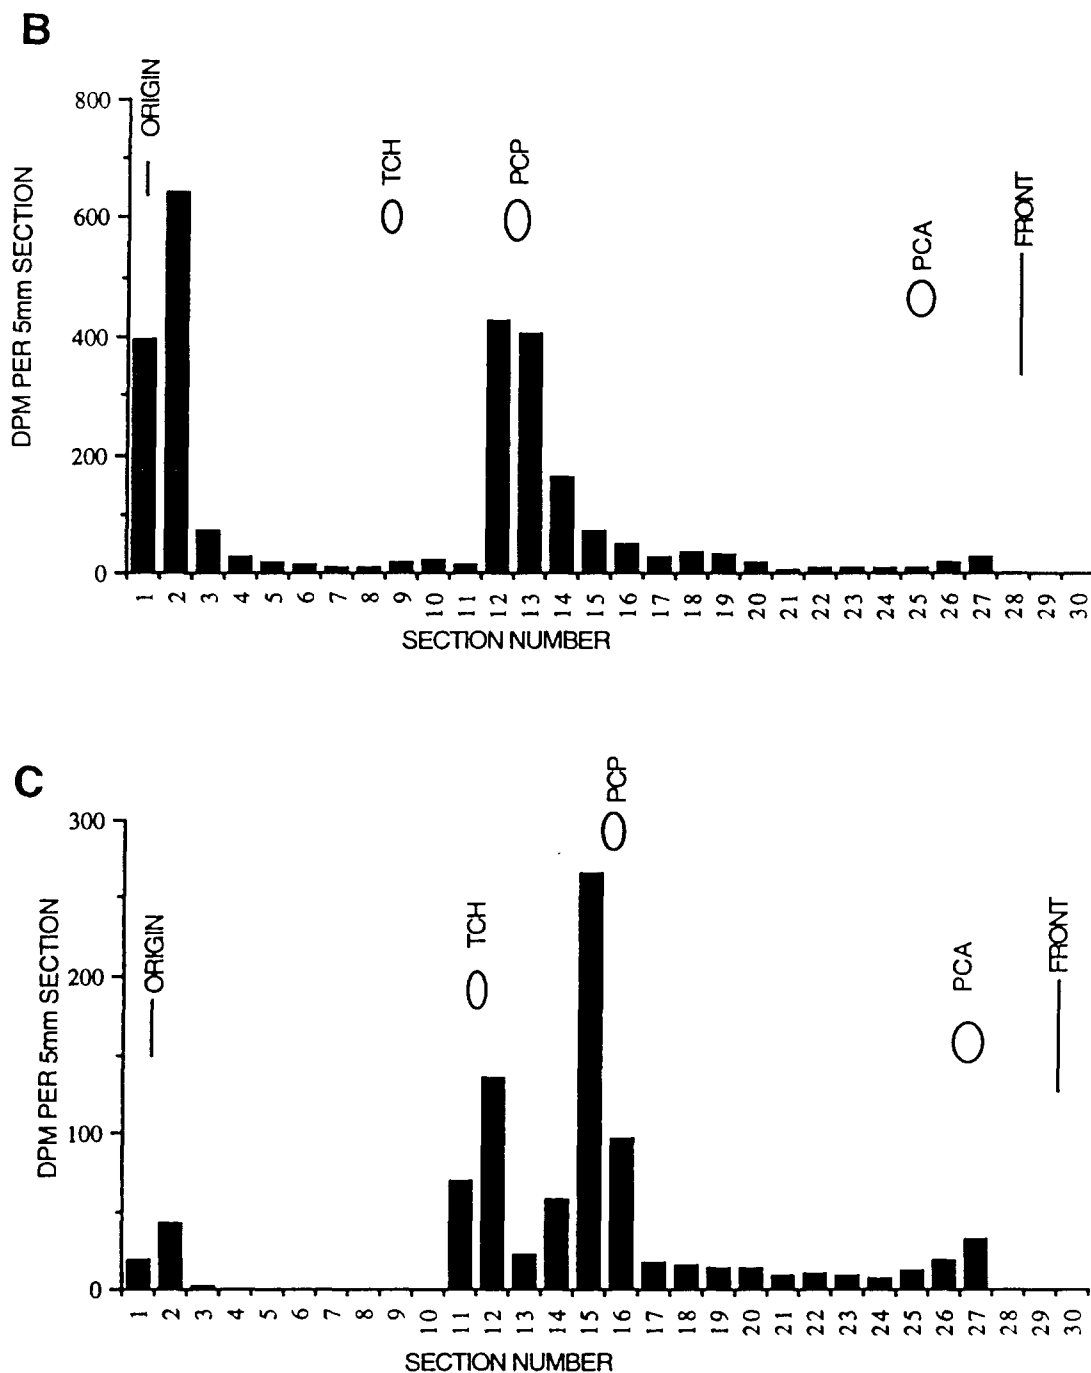 B
ORIGIN
TCH
PCP
PCA
FRONT
DPM PER 5mm SECTION
800
600
400
200
0
1 2 3 4 5 6 7 8 9 10 11 12 13 14 15 16 17 18 19 20 21 22 23 24 25 26 27 28 29 30
SECTION NUMBER
C
ORIGIN
TCH
PCP
PCA
FRONT
DPM PER 5mm SECTION
300
200
100
0
1 2 3 4 5 6 7 8 9 10 11 12 13 14 15 16 17 18 19 20 21 22 23 24 25 26 27 28 29 30
SECTION NUMBER